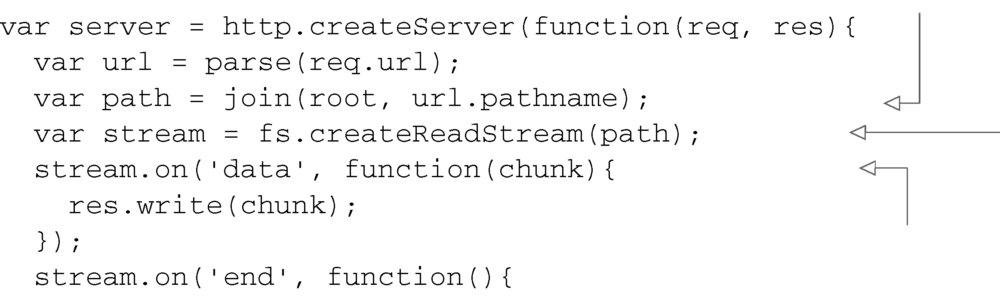 var server = http.createServer(function(req, res){
  var url = parse(req.url);
  var path = join(root, url.pathname);
  var stream = fs.createReadStream(path);
  stream.on('data', function(chunk){
    res.write(chunk);
  });
  stream.on('end', function(){